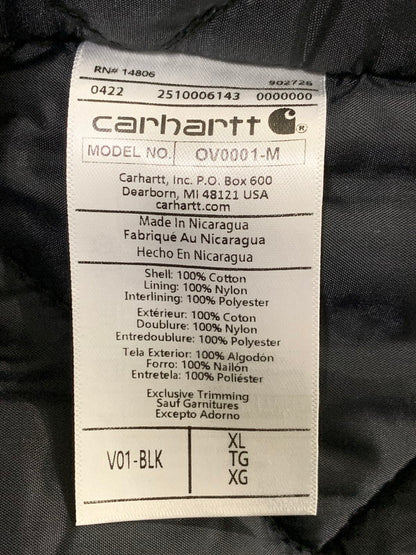 RN# 14806 902726
0422 2510006143 0000000
carhartt ®
MODEL NO. OV0001-M
Carhartt, Inc. P.O. Box 600
Dearborn, MI 48121 USA
carhartt.com
Made In Nicaragua
Fabriqué Au Nicaragua
Hecho En Nicaragua
Shell: 100% Cotton
Lining: 100% Nylon
Interlining: 100% Polyester
Extérieur: 100% Coton
Doublure: 100% Nylon
Entredoublure: 100% Polyester
Tela Exterior: 100% Algodón
Forro: 100% Nailón
Entretela: 100% Poliéster
Exclusive Trimming
Sauf Garnitures
Excepto Adorno
V01-BLK
XL
TG
XG